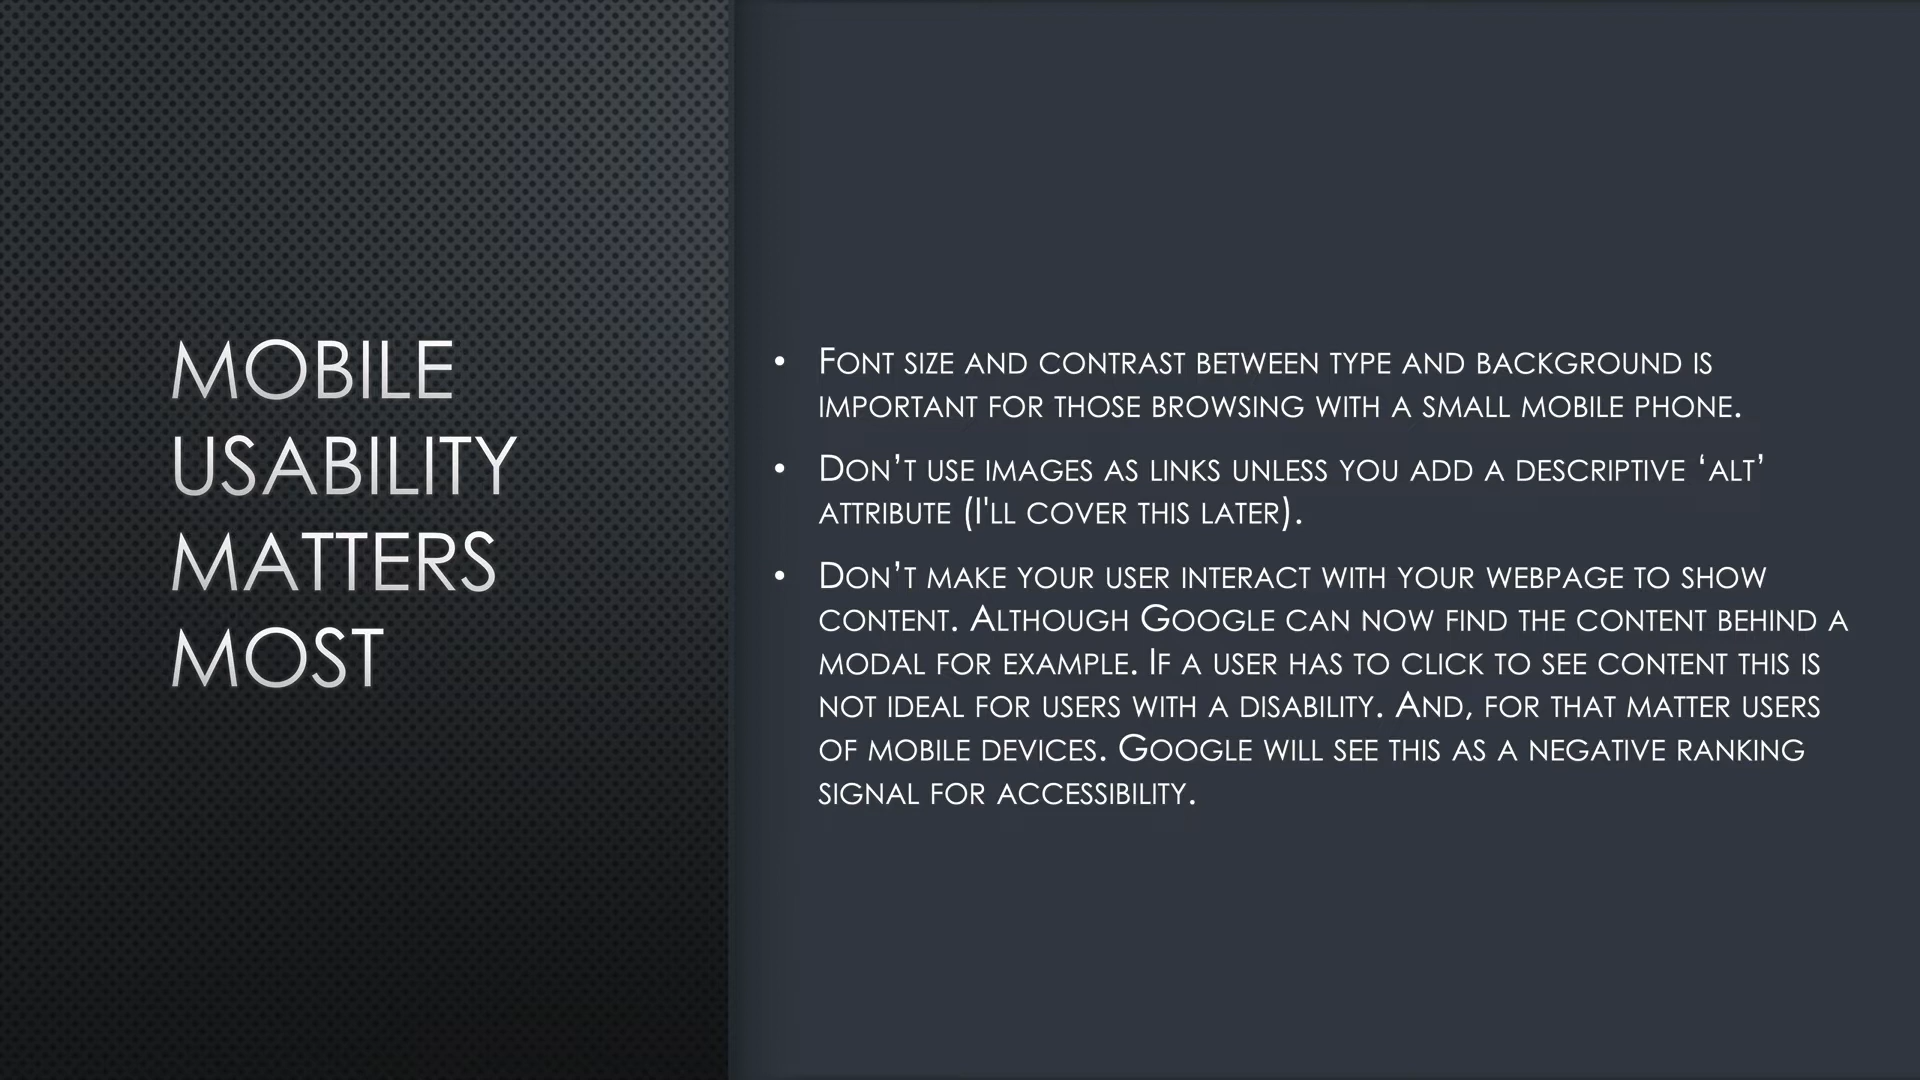 MOBILE
USABILITY
MATTERS
MOST
• Font size and contrast between type and background is
important for those browsing with a small mobile phone.
• Don’t use images as links unless you add a descriptive ‘alt’
attribute (I'll cover this later).
• Don’t make your user interact with your webpage to show
content. Although Google can now find the content behind a
modal for example. If a user has to click to see content this is
not ideal for users with a disability. And, for that matter users
of mobile devices. Google will see this as a negative ranking
signal for accessibility.